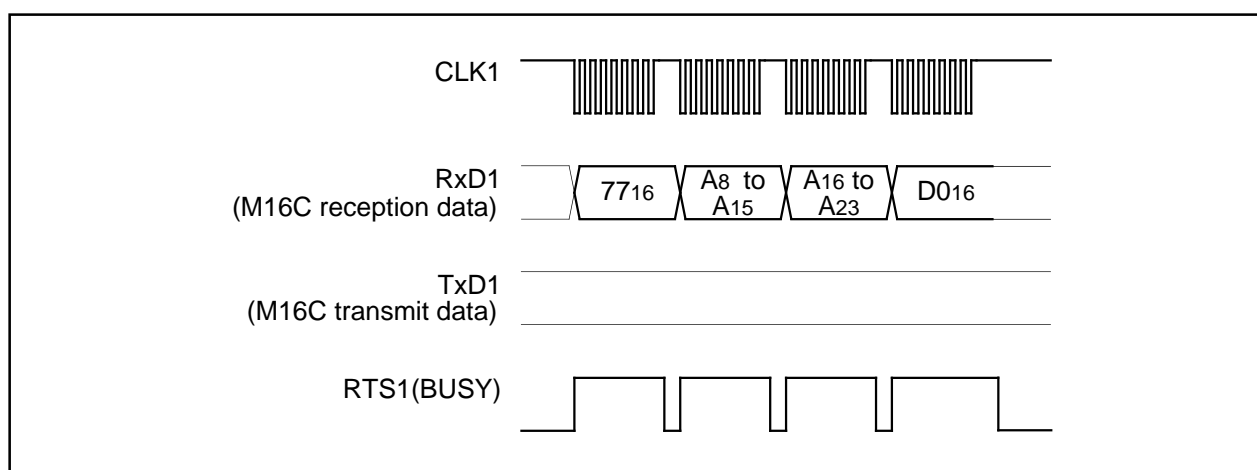 CLK1
RxD1
(M16C reception data)
7716
A8 to
A15
A16 to
A23
D016
TxD1
(M16C transmit data)
RTS1(BUSY)